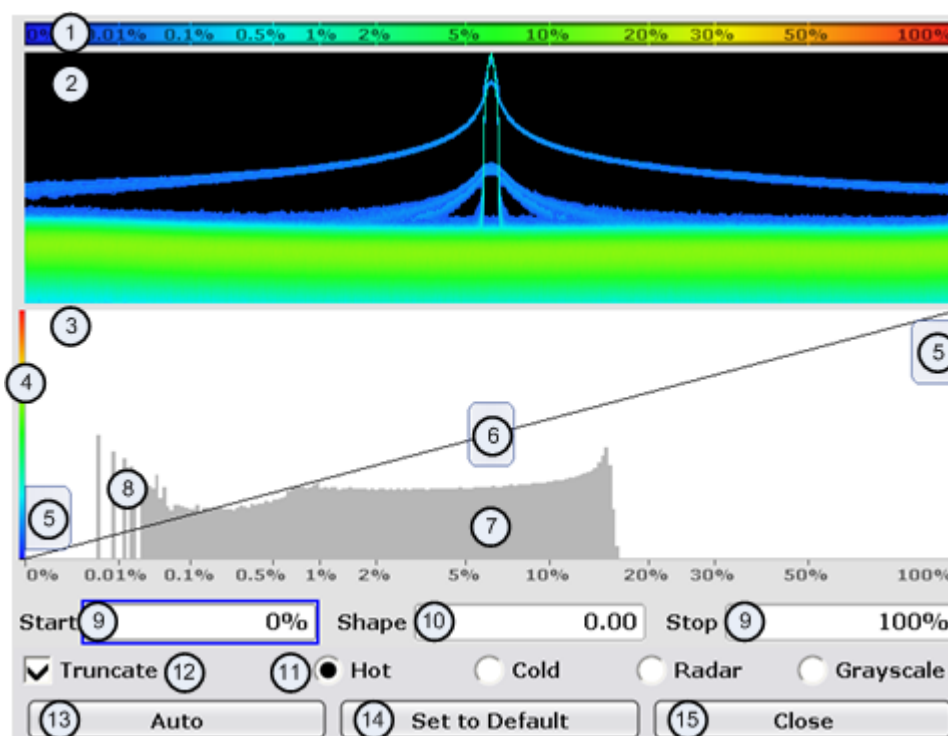 0% 1 0.01% 0.1% 0.5% 1% 2% 5% 10% 20% 30% 50% 100%
2
3
4
5
5
6
7
8
0% 0.01% 0.1% 0.5% 1% 2% 5% 10% 20% 30% 50% 100%
Start 9 0% Shape 10 0.00 Stop 9 100%
Truncate 12 11 Hot Cold Radar Grayscale
13 Auto 14 Set to Default 15 Close